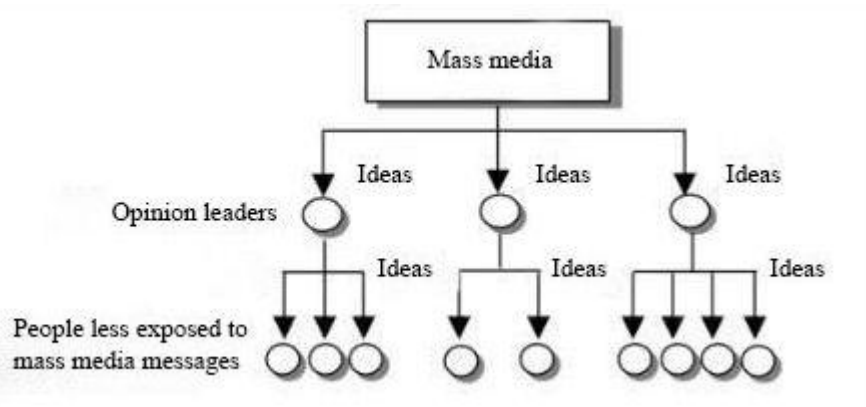 Mass media
Ideas
Ideas
Ideas
Opinion leaders
Ideas
Ideas
Ideas
People less exposed to
mass media messages